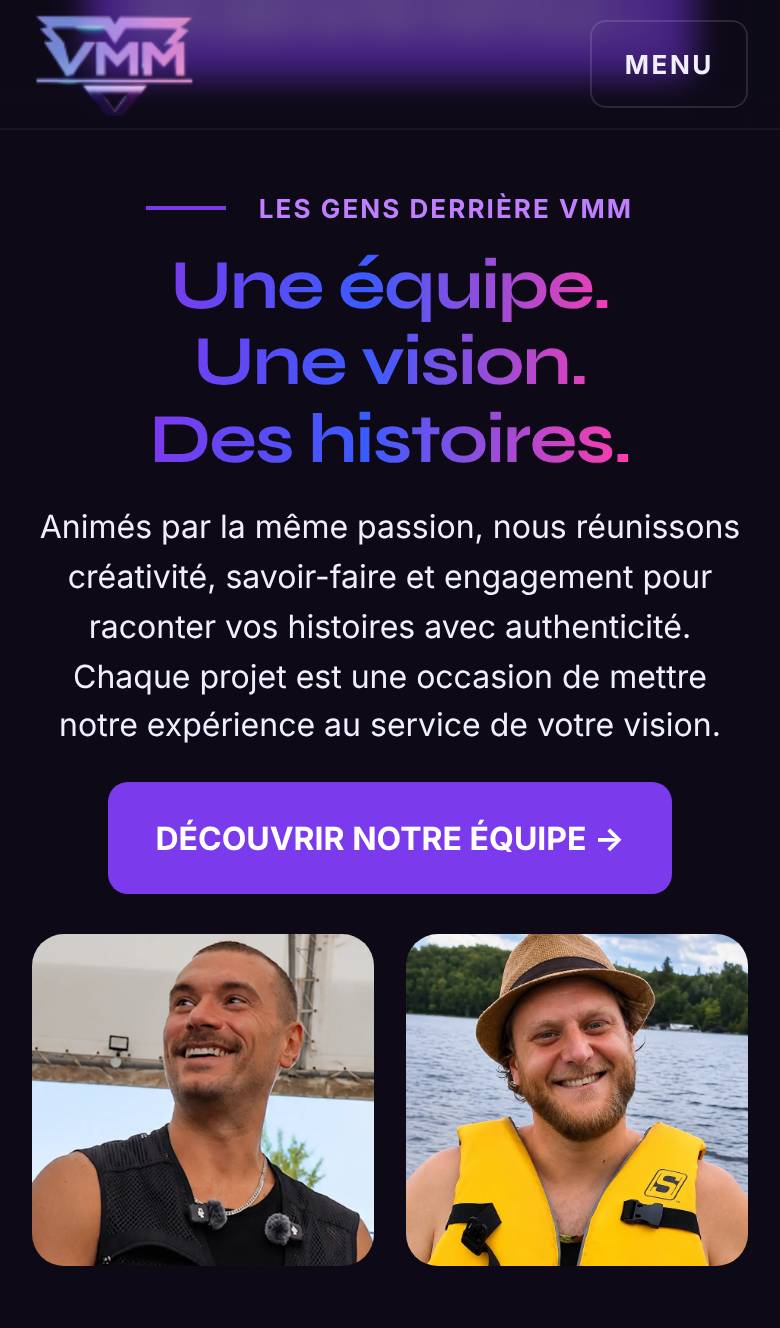 VMM
MENU
LES GENS DERRIÈRE VMM
Une équipe.
Une vision.
Des histoires.
Animés par la même passion, nous réunissons
créativité, savoir-faire et engagement pour
raconter vos histoires avec authenticité.
Chaque projet est une occasion de mettre
notre expérience au service de votre vision.
DÉCOUVRIR NOTRE ÉQUIPE →
S